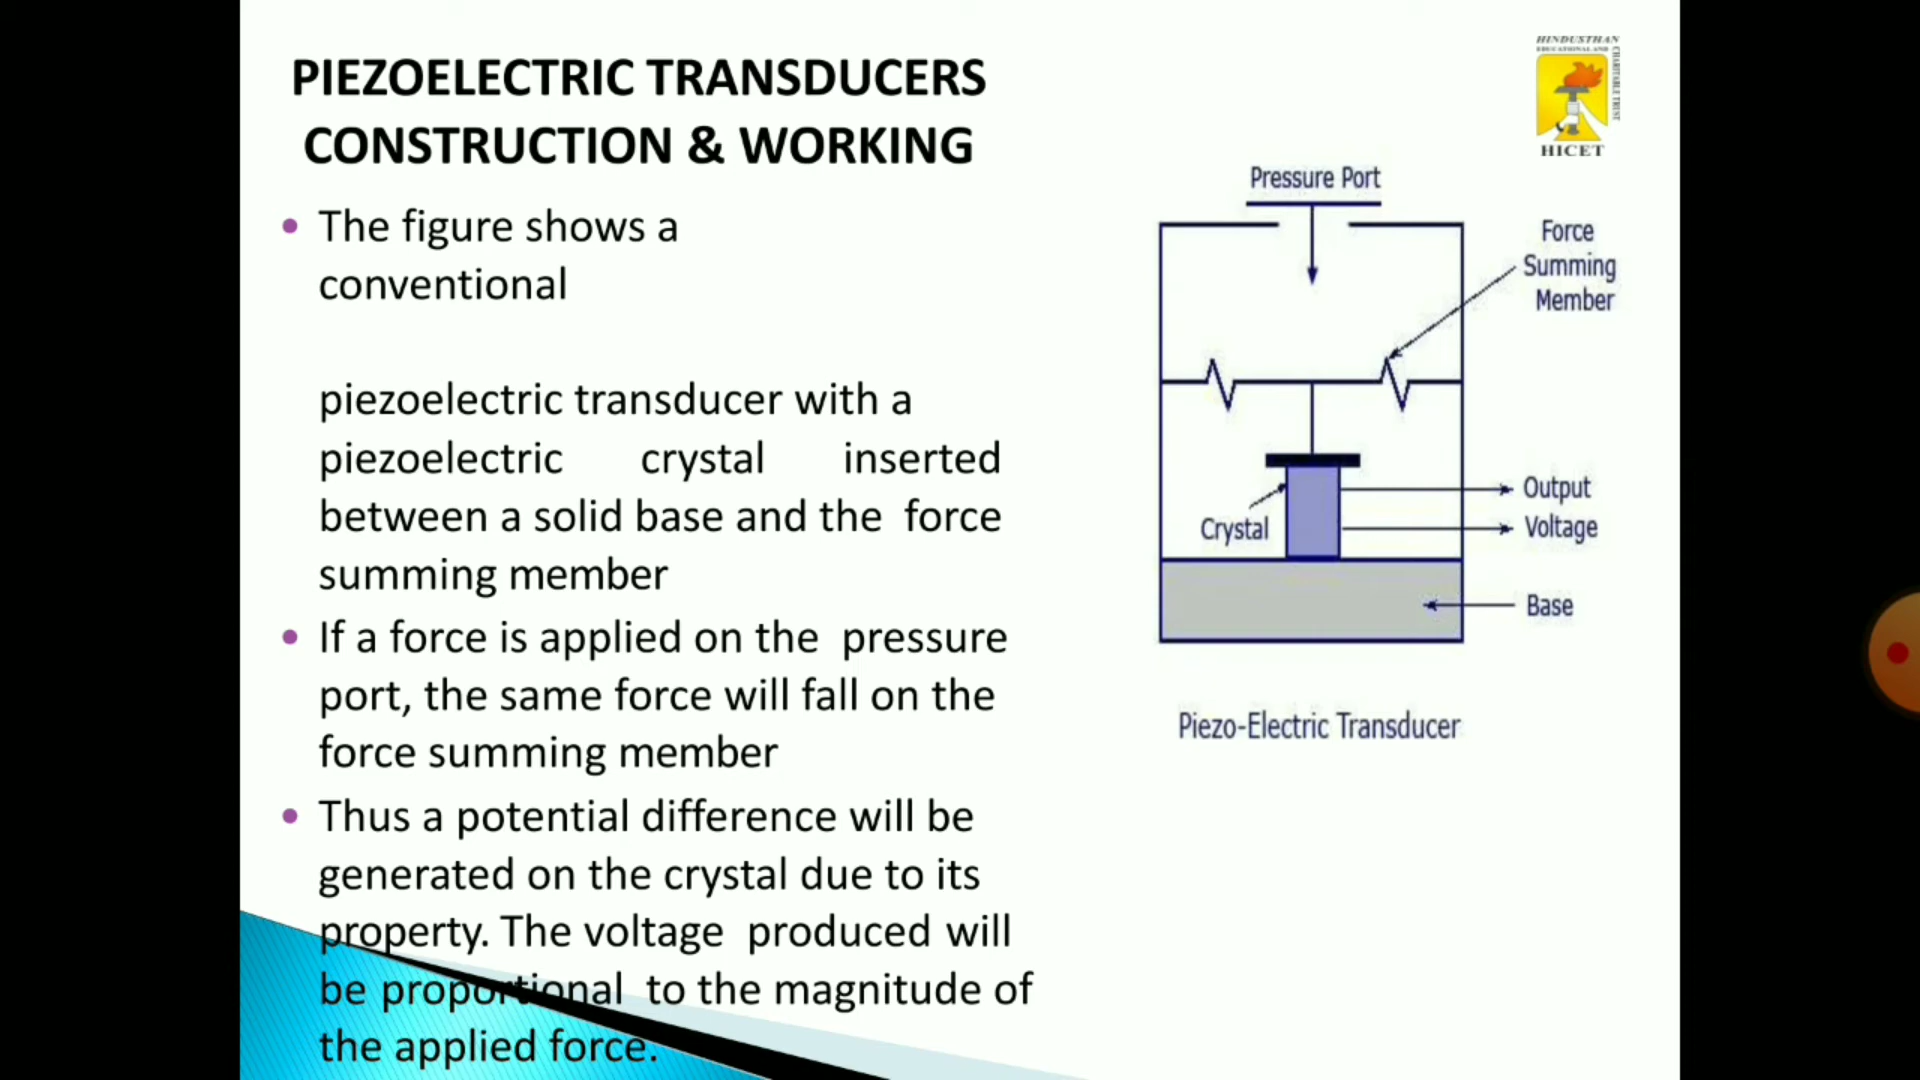 PIEZOELECTRIC TRANSDUCERS
CONSTRUCTION & WORKING
• The figure shows a
conventional
piezoelectric transducer with a
piezoelectric crystal inserted
between a solid base and the force
summing member
• If a force is applied on the pressure
port, the same force will fall on the
force summing member
• Thus a potential difference will be
generated on the crystal due to its
property. The voltage produced will
be proportional to the magnitude of
the applied force.
HINDUSTHAN
EDUCATIONAL AND
CHARITABLE TRUST
HICET
Pressure Port
Force
Summing
Member
Crystal
Output
Voltage
Base
Piezo-Electric Transducer